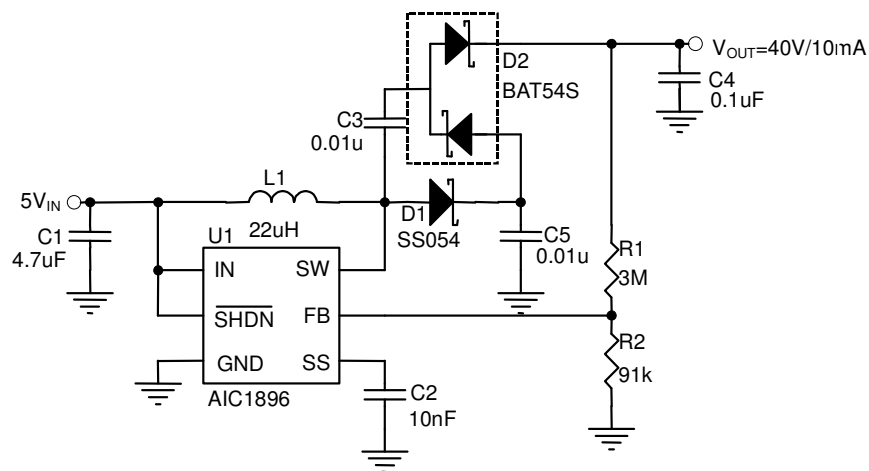 VOUT=40V/10mA
D2
BAT54S
C4
0.1uF
C3
0.01u
L1
22uH
5VIN
D1
SS054
C1
4.7uF
U1
C5
0.01u
R1
3M
IN
SW
SHDN
FB
GND
SS
R2
91k
AIC1896
C2
10nF